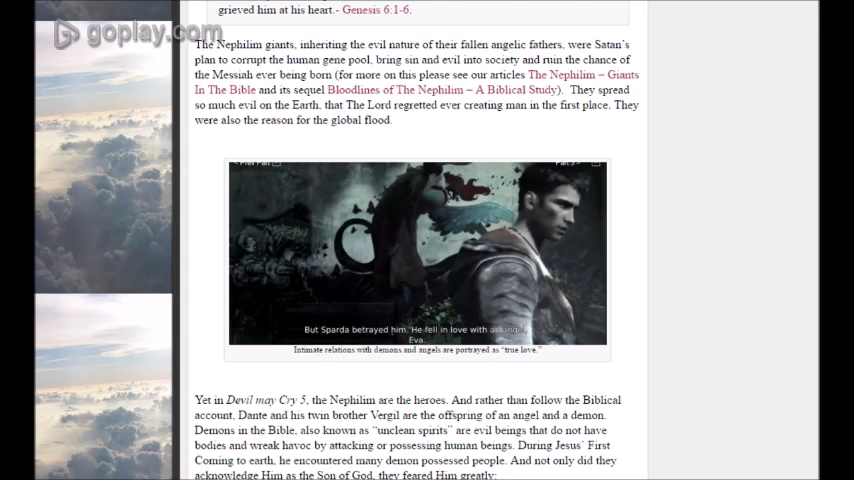 grieved him at his heart.- Genesis 6:1-6.
goplay.com
The Nephilim giants, inheriting the evil nature of their fallen angelic fathers, were Satan's
plan to corrupt the human gene pool, bring sin and evil into society and ruin the chance of
the Messiah ever being born (for more on this please see our articles The Nephilim – Giants
In The Bible and its sequel Bloodlines of The Nephilim – A Biblical Study). They spread
so much evil on the Earth, that The Lord regretted ever creating man in the first place. They
were also the reason for the global flood.
But Sparda betrayed him. He fell in love with an angel,
Eva.
Intimate relations with demons and angels are portrayed as "true love."
Yet in Devil may Cry 5, the Nephilim are the heroes. And rather than follow the Biblical
account, Dante and his twin brother Vergil are the offspring of an angel and a demon.
Demons in the Bible, also known as "unclean spirits" are evil beings that do not have
bodies and wreak havoc by attacking or possessing human beings. During Jesus' First
Coming to earth, he encountered many demon possessed people. And not only did they
acknowledge Him as the Son of God, they feared Him greatly: